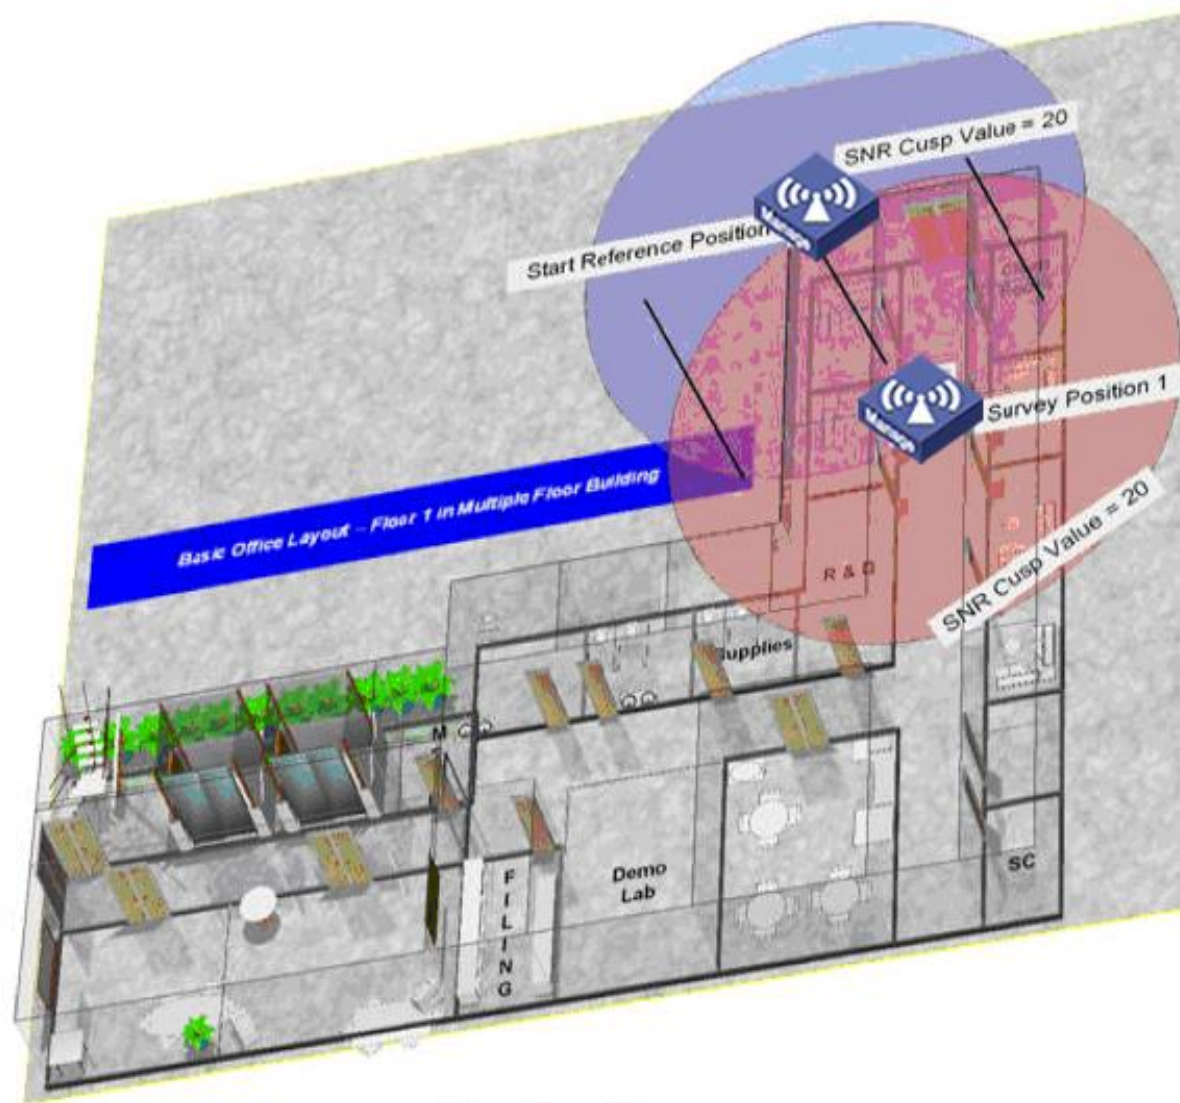 SNR Cusp Value = 20
Start Reference Position
Survey Position 1
Basic Office Layout – Floor 1 in Multiple Floor Building
SNR Cusp Value = 20
R & D
Supplies
M
Demo
Lab
F
I
L
I
N
G
SC